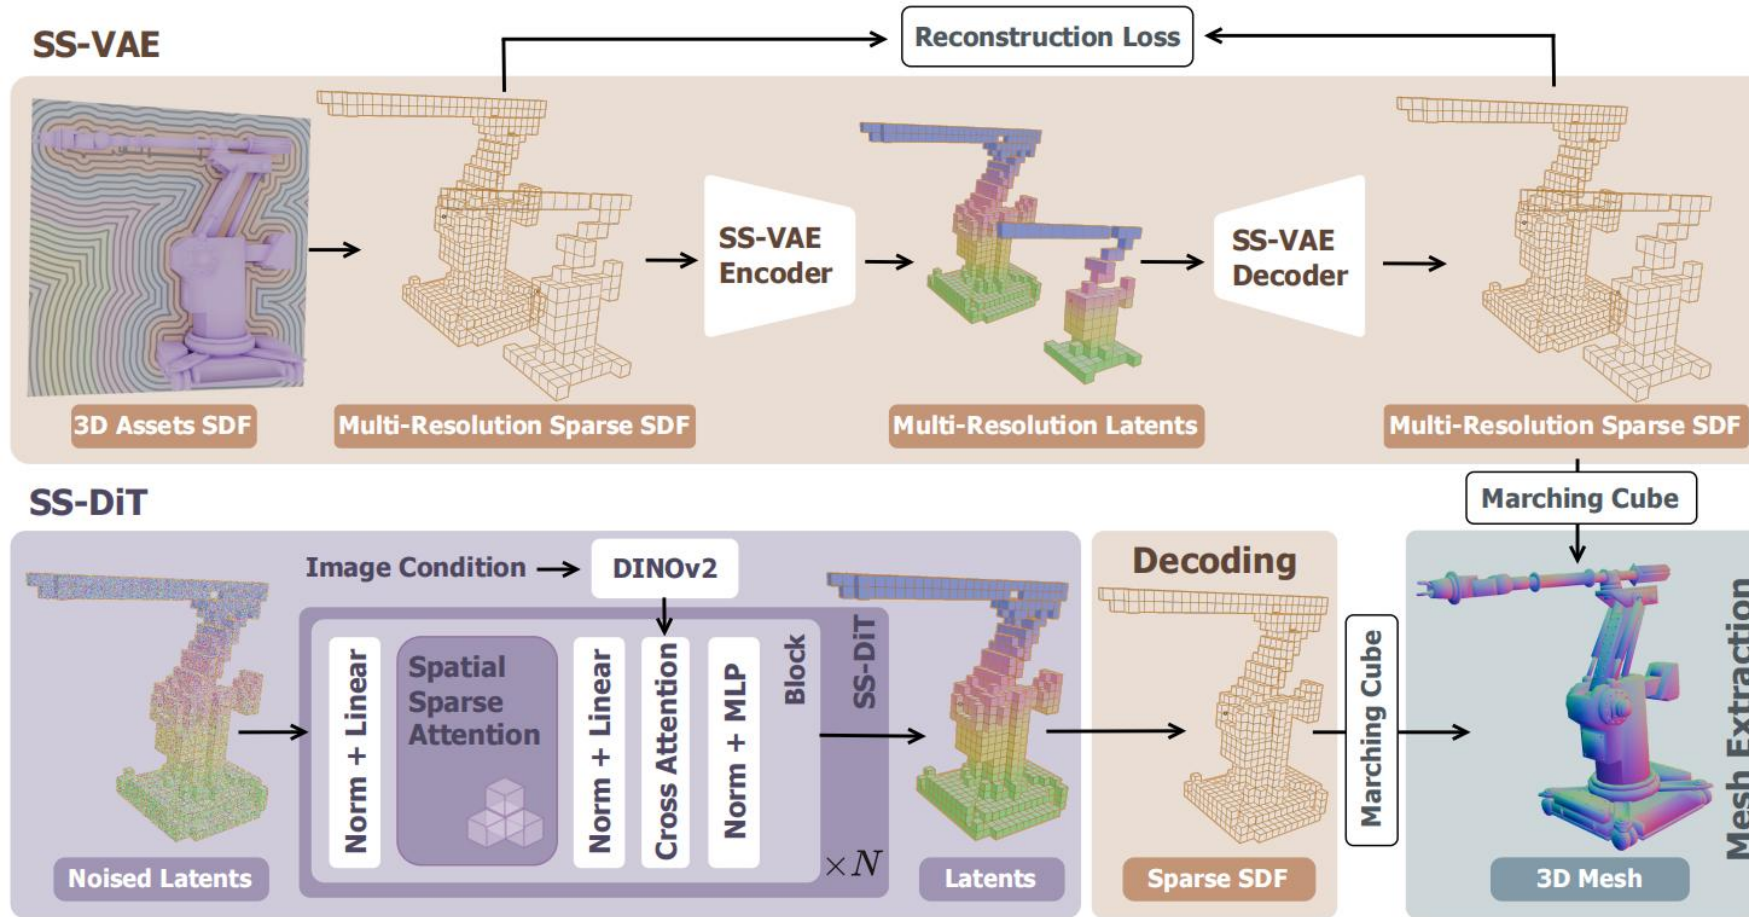 SS-VAE
Reconstruction Loss
SS-VAE
Encoder
SS-VAE
Decoder
3D Assets SDF
Multi-Resolution Sparse SDF
Multi-Resolution Latents
Multi-Resolution Sparse SDF
Marching Cube
SS-DiT
Image Condition
DINOv2
Norm + Linear
Spatial
Sparse
Attention
Norm + Linear
Cross Attention
Norm + MLP
Block
SS-DiT
×N
Noised Latents
Latents
Decoding
Sparse SDF
Marching Cube
Mesh Extraction
3D Mesh